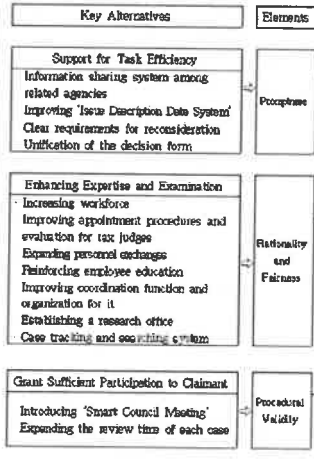 Key Alternatives
Elements
Support for Task Efficiency
Information sharing system among
related agencies
Improving 'Issue Description Data System'
Clear requirements for reconsideration
Unification of the decision form
Promptness
Enhancing Expertise and Examination
· Increasing workforce
Improving appointment procedures and
evaluation for tax judges
Expanding personnel exchanges
Reinforcing employee education
Improving coordination function and
organization for it
Establishing a research office
· Case tracking and searching system
Rationality
and
Fairness
Grant Sufficient Participation to Claimant
Introducing 'Smart Council Meeting'
Expending the review time of each case
Procedural
Validity